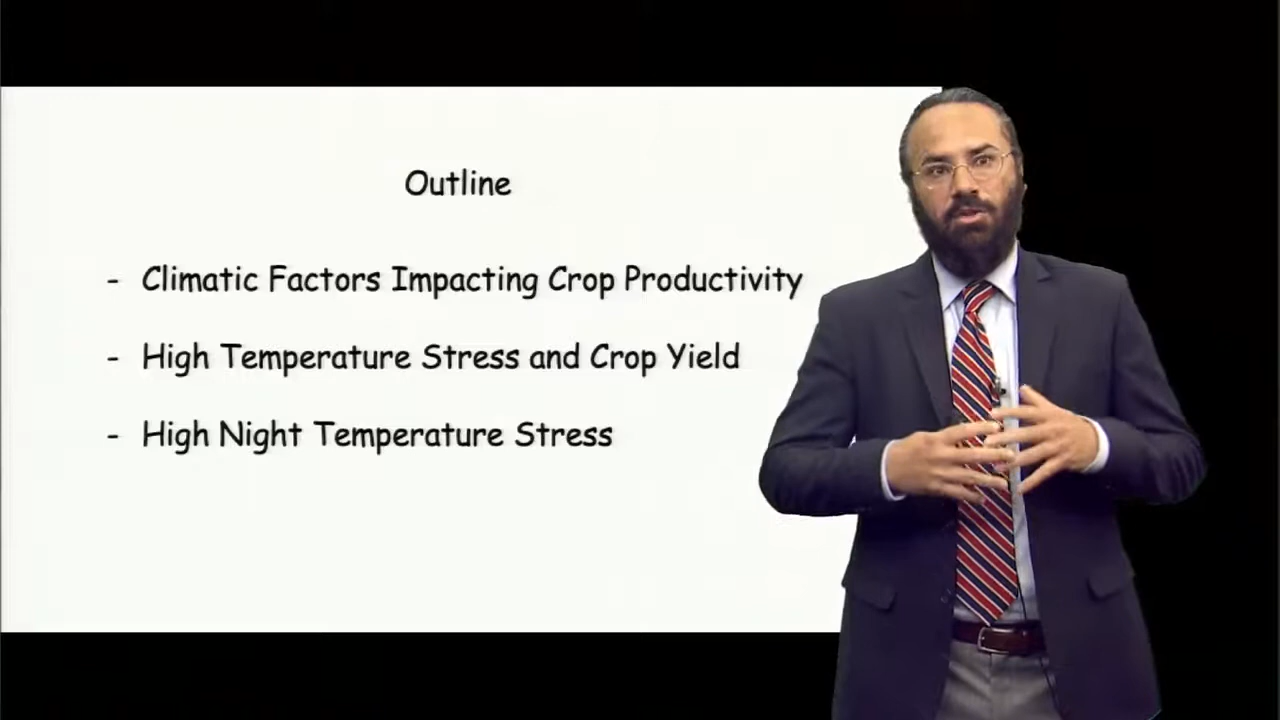 Outline
- Climatic Factors Impacting Crop Productivity
- High Temperature Stress and Crop Yield
- High Night Temperature Stress